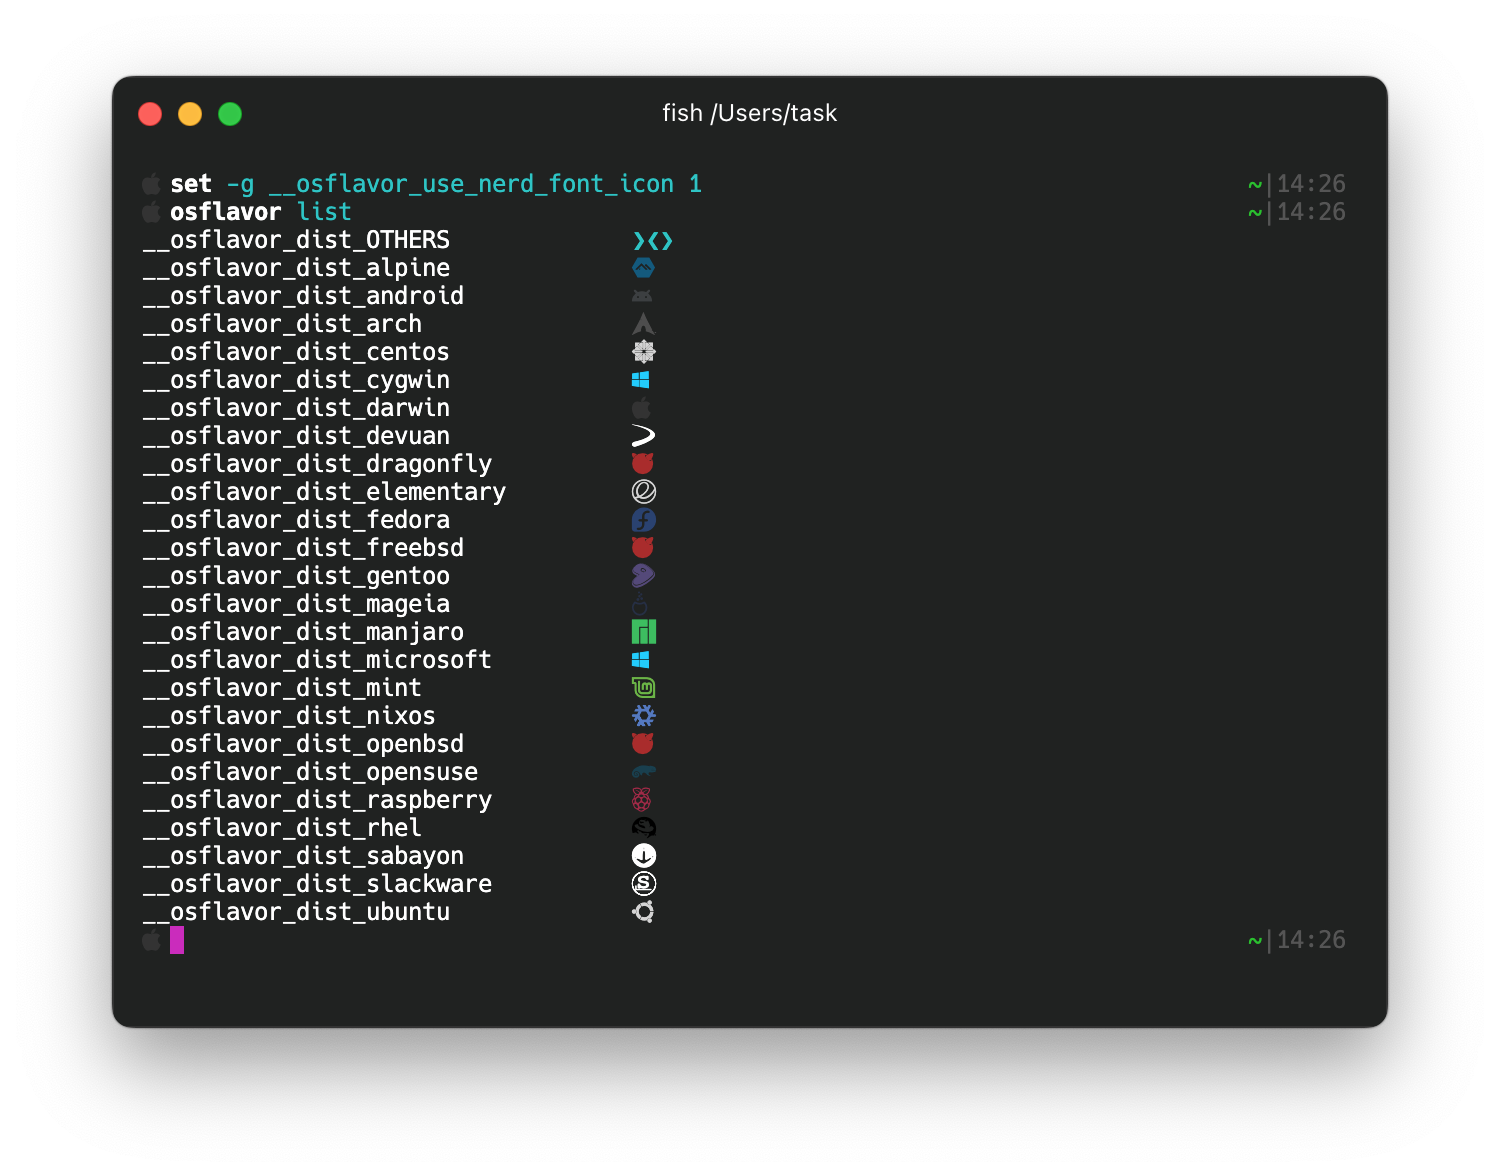 fish /Users/task
set -g __osflavor_use_nerd_font_icon 1 ~|14:26
osflavor list ~|14:26
__osflavor_dist_OTHERS ❯❮❯
__osflavor_dist_alpine
__osflavor_dist_android
__osflavor_dist_arch
__osflavor_dist_centos
__osflavor_dist_cygwin
__osflavor_dist_darwin
__osflavor_dist_devuan
__osflavor_dist_dragonfly
__osflavor_dist_elementary
__osflavor_dist_fedora
__osflavor_dist_freebsd
__osflavor_dist_gentoo
__osflavor_dist_mageia
__osflavor_dist_manjaro
__osflavor_dist_microsoft
__osflavor_dist_mint
__osflavor_dist_nixos
__osflavor_dist_openbsd
__osflavor_dist_opensuse
__osflavor_dist_raspberry
__osflavor_dist_rhel
__osflavor_dist_sabayon
__osflavor_dist_slackware
__osflavor_dist_ubuntu
~|14:26